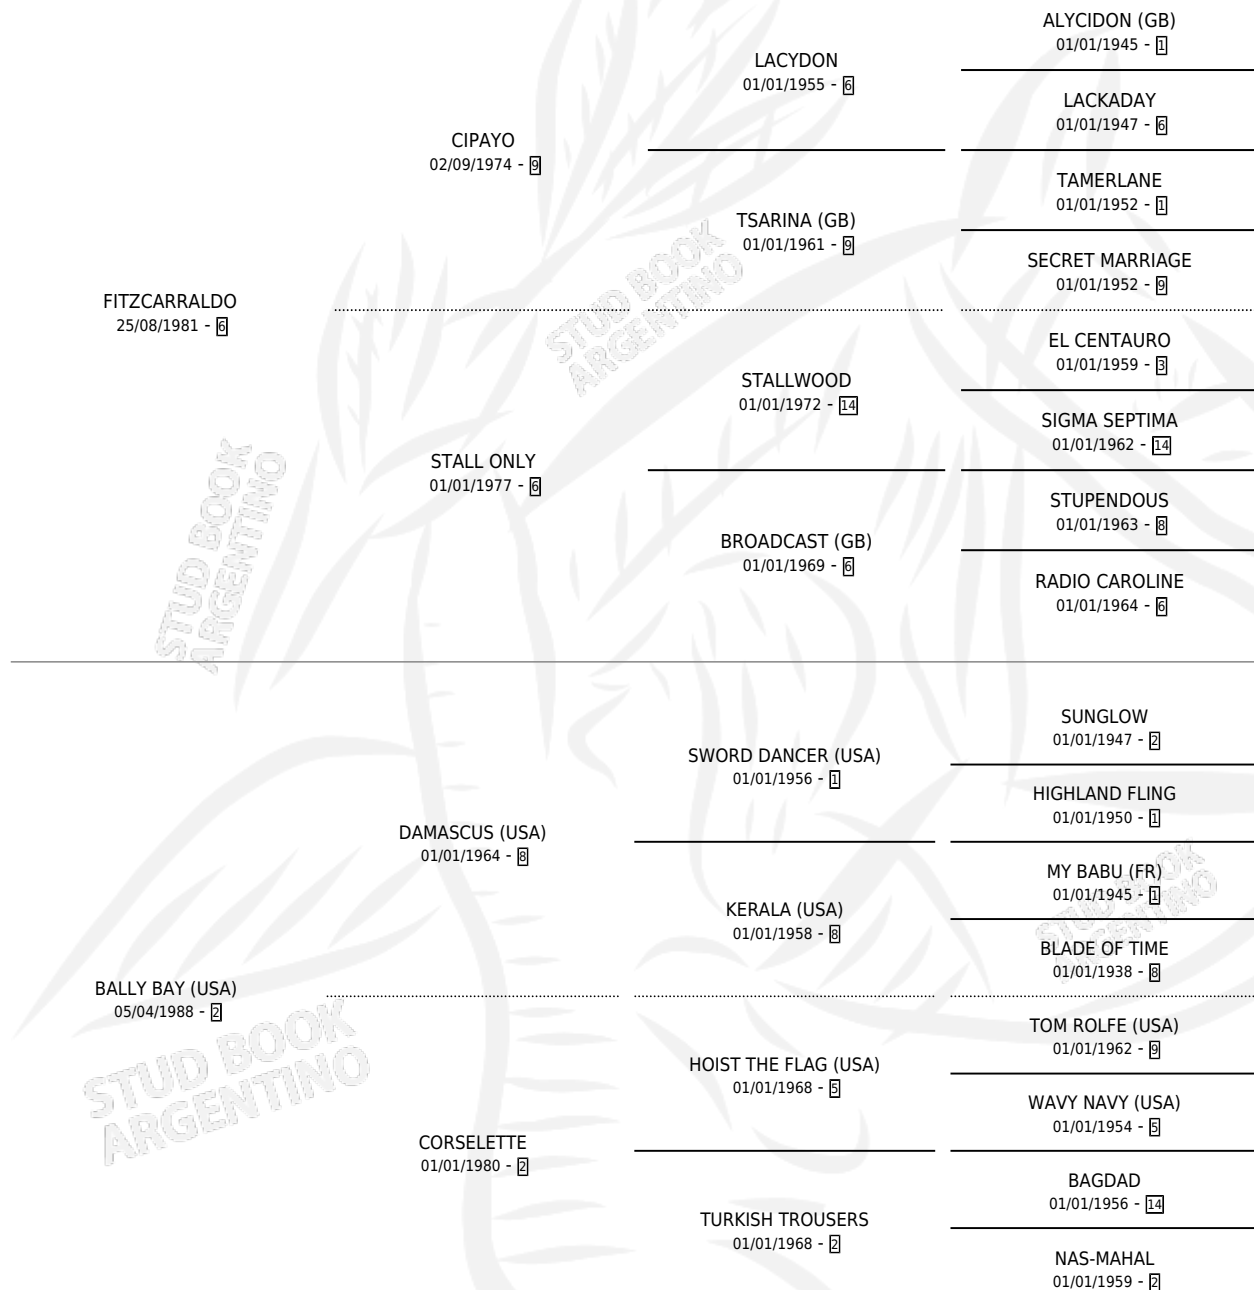 ALYCIDON (GB)
01/01/1945 - 1
LACYDON
01/01/1955 - 6
LACKADAY
01/01/1947 - 6
CIPAYO
02/09/1974 - 9
TAMERLANE
01/01/1952 - 1
TSARINA (GB)
01/01/1961 - 9
SECRET MARRIAGE
01/01/1952 - 9
FITZCARRALDO
25/08/1981 - 6
EL CENTAURO
01/01/1959 - 3
STALLWOOD
01/01/1972 - 14
SIGMA SEPTIMA
01/01/1962 - 14
STALL ONLY
01/01/1977 - 6
STUPENDOUS
01/01/1963 - 8
BROADCAST (GB)
01/01/1969 - 6
RADIO CAROLINE
01/01/1964 - 6
SUNGLOW
01/01/1947 - 2
SWORD DANCER (USA)
01/01/1956 - 1
HIGHLAND FLING
01/01/1950 - 1
DAMASCUS (USA)
01/01/1964 - 8
MY BABU (FR)
01/01/1945 - 1
KERALA (USA)
01/01/1958 - 8
BLADE OF TIME
01/01/1938 - 8
BALLY BAY (USA)
05/04/1988 - 2
TOM ROLFE (USA)
01/01/1962 - 9
HOIST THE FLAG (USA)
01/01/1968 - 5
WAVY NAVY (USA)
01/01/1954 - 5
CORSELETTE
01/01/1980 - 2
BAGDAD
01/01/1956 - 14
TURKISH TROUSERS
01/01/1968 - 2
NAS-MAHAL
01/01/1959 - 2
STUD BOOK
ARGENTINO
STUD BOOK
ARGENTINO
STUD BOOK
ARGENTINO
STUD BOOK
ARGENTINO